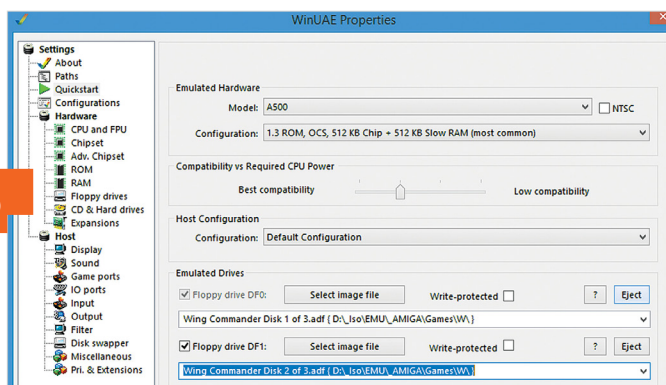 WinUAE Properties
Settings
About
Paths
Quickstart
Configurations
Hardware
CPU and FPU
Chipset
Adv. Chipset
ROM
RAM
Floppy drives
CD & Hard drives
Expansions
Host
Display
Sound
Game ports
IO ports
Input
Output
Filter
Disk swapper
Miscellaneous
Pri. & Extensions
Emulated Hardware
Model: A500 NTSC
Configuration: 1.3 ROM, OCS, 512 KB Chip + 512 KB Slow RAM (most common)
Compatibility vs Required CPU Power
Best compatibility Low compatibility
Host Configuration
Configuration: Default Configuration
Emulated Drives
Floppy drive DF0: Select image file Write-protected ? Eject
Wing Commander Disk 1 of 3.adf { D:\_Iso\EMU\_AMIGA\Games\W\ }
Floppy drive DF1: Select image file Write-protected ? Eject
Wing Commander Disk 2 of 3.adf { D:\_Iso\EMU\_AMIGA\Games\W\ }